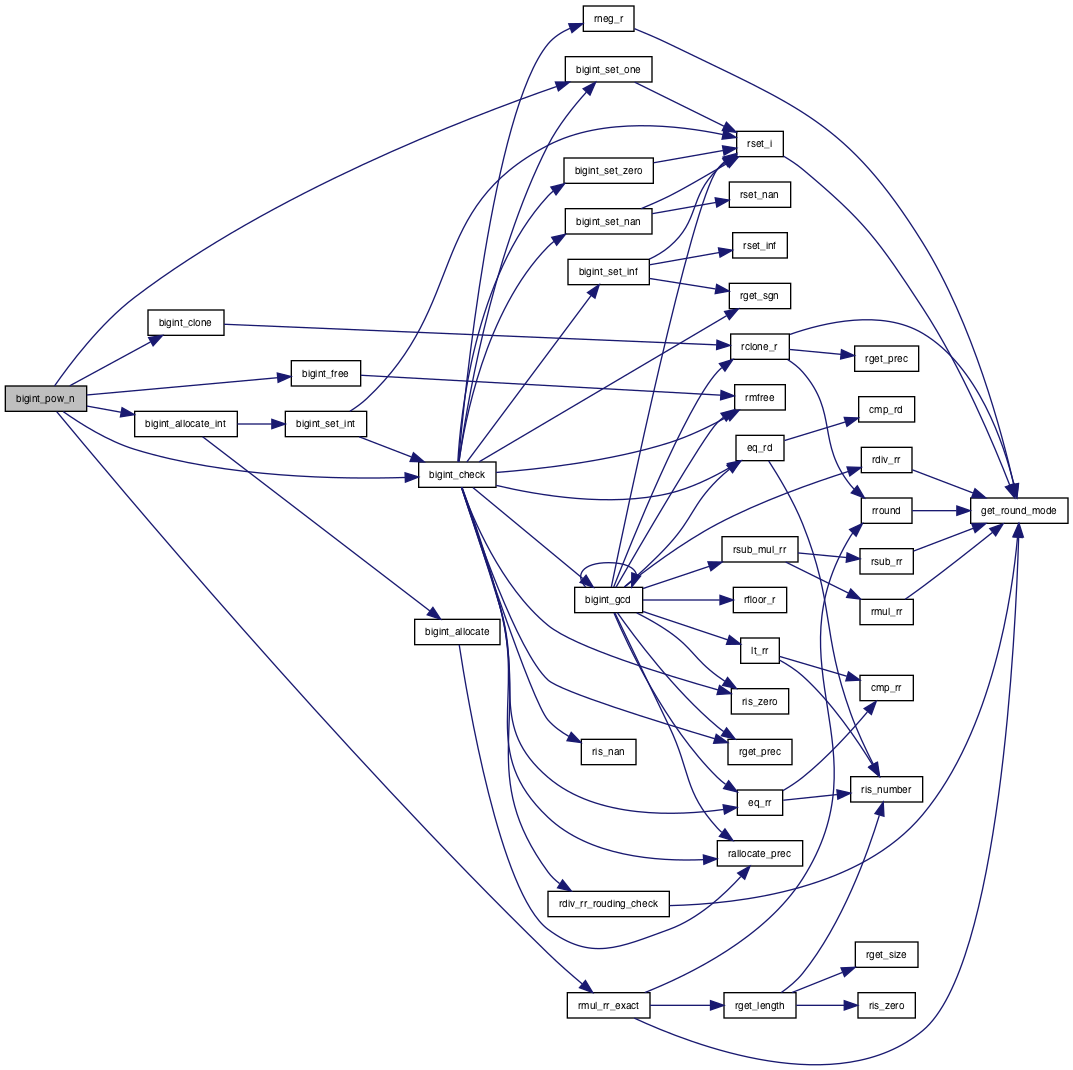 rneg_r
bigint_set_one
rset_i
bigint_set_zero
rset_nan
bigint_set_nan
rset_inf
bigint_set_inf
rget_sgn
bigint_clone
rclone_r
rget_prec
bigint_free
bigint_pow_n
rmfree
cmp_rd
bigint_allocate_int
bigint_set_int
eq_rd
rdiv_rr
bigint_check
rround
get_round_mode
rsub_mul_rr
rsub_rr
bigint_gcd
rfloor_r
rmul_rr
bigint_allocate
lt_rr
cmp_rr
ris_zero
ris_nan
rget_prec
ris_number
eq_rr
rallocate_prec
rdiv_rr_rouding_check
rget_size
rmul_rr_exact
rget_length
ris_zero